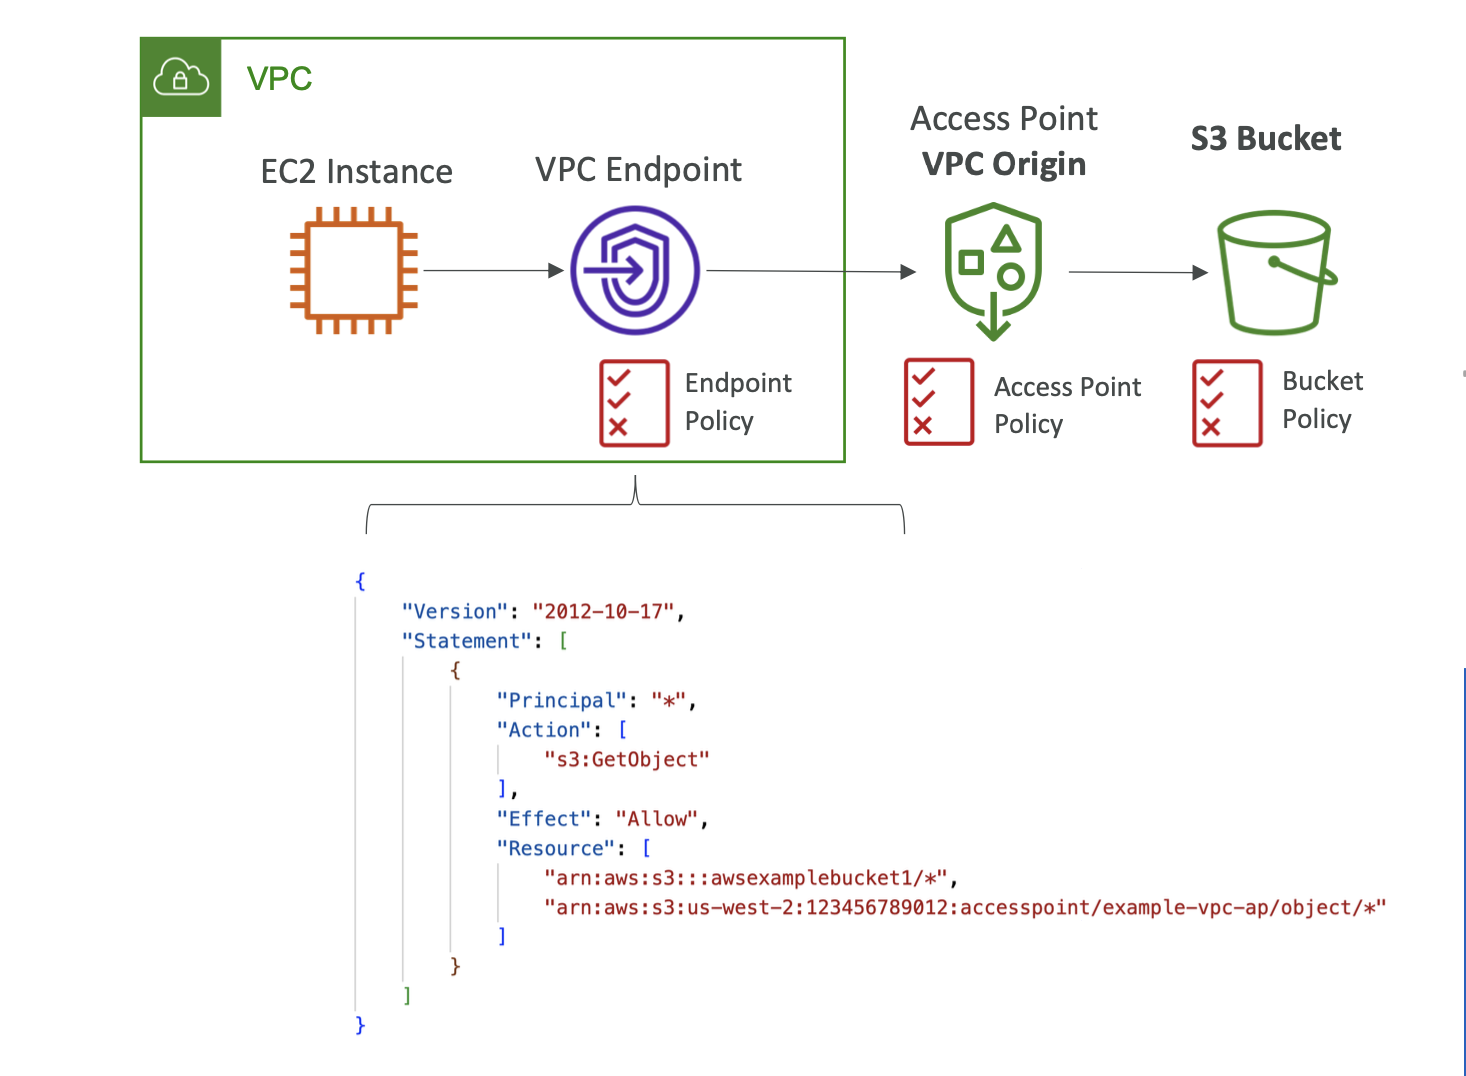 VPC
EC2 Instance
VPC Endpoint
Access Point
VPC Origin
S3 Bucket
Endpoint
Policy
Access Point
Policy
Bucket
Policy
{
"Version": "2012-10-17",
"Statement": [
{
"Principal": "*",
"Action": [
"s3:GetObject"
],
"Effect": "Allow",
"Resource": [
"arn:aws:s3:::awsexamplebucket1/*",
"arn:aws:s3:us-west-2:123456789012:accesspoint/example-vpc-ap/object/*"
]
}
]
}